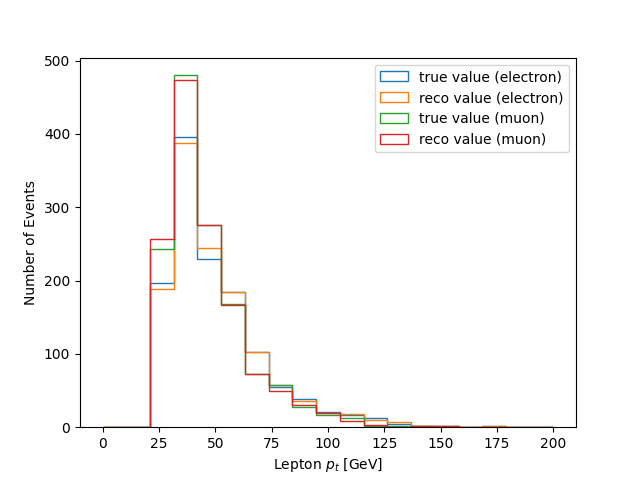 500
400
300
200
100
0
Number of Events
true value (electron)
reco value (electron)
true value (muon)
reco value (muon)
0 25 50 75 100 125 150 175 200
Lepton $p_t$ [GeV]